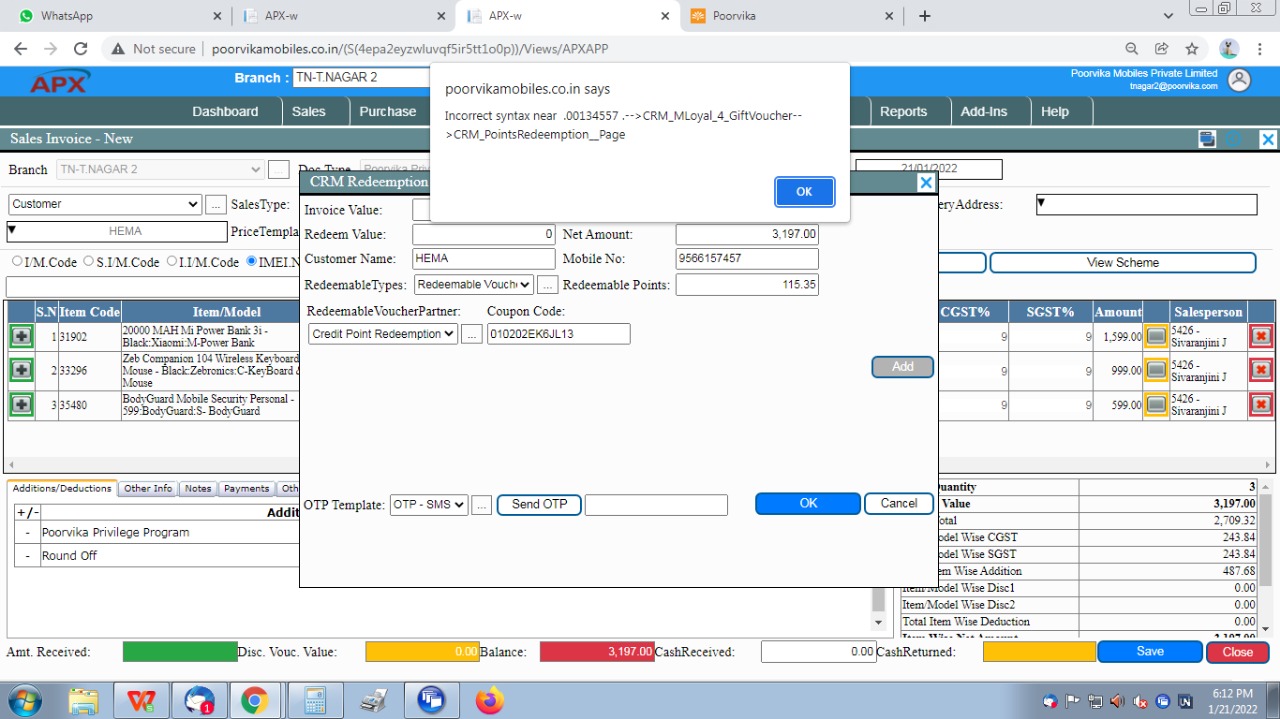 WhatsApp
APX-w
APX-w
Poorvika
Not secure
poorvikamobiles.co.in/(S(4epa2eyzwluvqf5ir5tt1o0p))/Views/APXAPP
APX
Branch :
TN-T.NAGAR 2
Poorvika Mobiles Private Limited
tnagar2@poorvika.com
Dashboard
Sales
Purchase
Reports
Add-Ins
Help
poorvikamobiles.co.in says
Incorrect syntax near .00134557 .-->CRM_MLoyal_4_GiftVoucher--
>CRM_PointsRedeemption__Page
OK
Sales Invoice - New
Branch
TN-T.NAGAR 2
...
Doc Type
Poorvika Priv
21/01/2022
Customer
...
SalesType:
eryAddress:
HEMA
PriceTempla
I/M.Code
S.I/M.Code
I.I/M.Code
IMEI.N
View Scheme
S.N
Item Code
Item/Model
CGST%
SGST%
Amount
Salesperson
1
31902
20000 MAH Mi Power Bank 3i -
Black:Xiaomi:M-Power Bank
9
9
1,599.00
5426 -
Sivaranjini J
2
33296
Zeb Companion 104 Wireless Keyboard
Mouse - Black:Zebronics:C-KeyBoard &
Mouse
9
9
999.00
5426 -
Sivaranjini J
3
35480
BodyGuard Mobile Security Personal -
599:BodyGuard:S- BodyGuard
9
9
599.00
5426 -
Sivaranjini J
CRM Redeemption
Invoice Value:
Redeem Value:
0
Net Amount:
3,197.00
Customer Name:
HEMA
Mobile No:
9566157457
RedeemableTypes:
Redeemable Vouch
...
Redeemable Points:
115.35
RedeemableVoucherPartner:
Coupon Code:
Credit Point Redeemption
...
010202EK6JL13
Add
OTP Template:
OTP - SMS
...
Send OTP
OK
Cancel
Additions/Deductions
Other Info
Notes
Payments
Oth
+/-
Addit
-
Poorvika Privilege Program
-
Round Off
uantity
3
Value
3,197.00
otal
2,709.32
odel Wise CGST
243.84
odel Wise SGST
243.84
em Wise Addition
487.68
Item/Model Wise Disc1
0.00
Item/Model Wise Disc2
0.00
Total Item Wise Deduction
0.00
Item Wise Net Amount
3,197.00
Amt. Received:
Disc. Vouc. Value:
0.00
Balance:
3,197.00
CashReceived:
0.00
CashReturned:
Save
Close
1
6:12 PM
1/21/2022